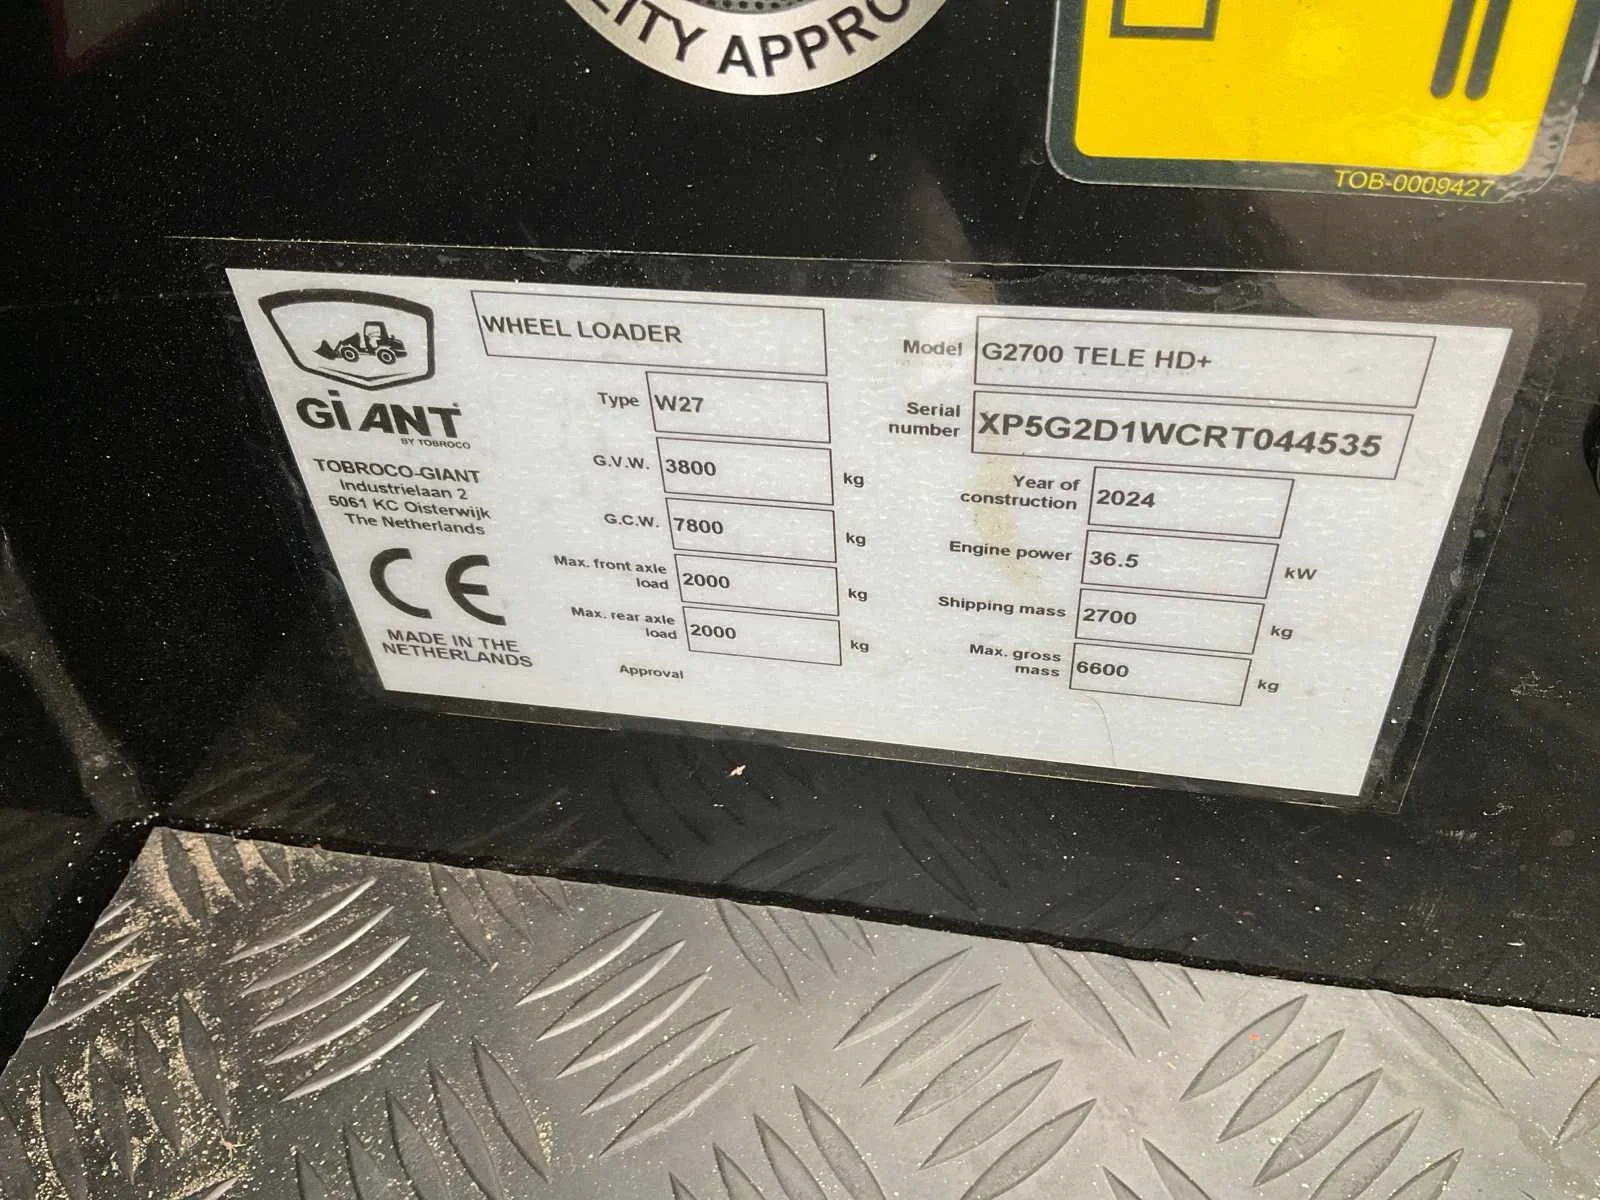 LITY APPRO
TOB-0009427
GiANT
BY TOBROCO
TOBROCO-GIANT
Industrielaan 2
5061 KC Oisterwijk
The Netherlands
CE
MADE IN THE
NETHERLANDS
WHEEL LOADER
Type W27
G.V.W. 3800 kg
G.C.W. 7800 kg
Max. front axle
load 2000 kg
Max. rear axle
load 2000 kg
Approval
Model G2700 TELE HD+
Serial
number XP5G2D1WCRT044535
Year of
construction 2024
Engine power 36.5 kW
Shipping mass 2700 kg
Max. gross
mass 6600 kg